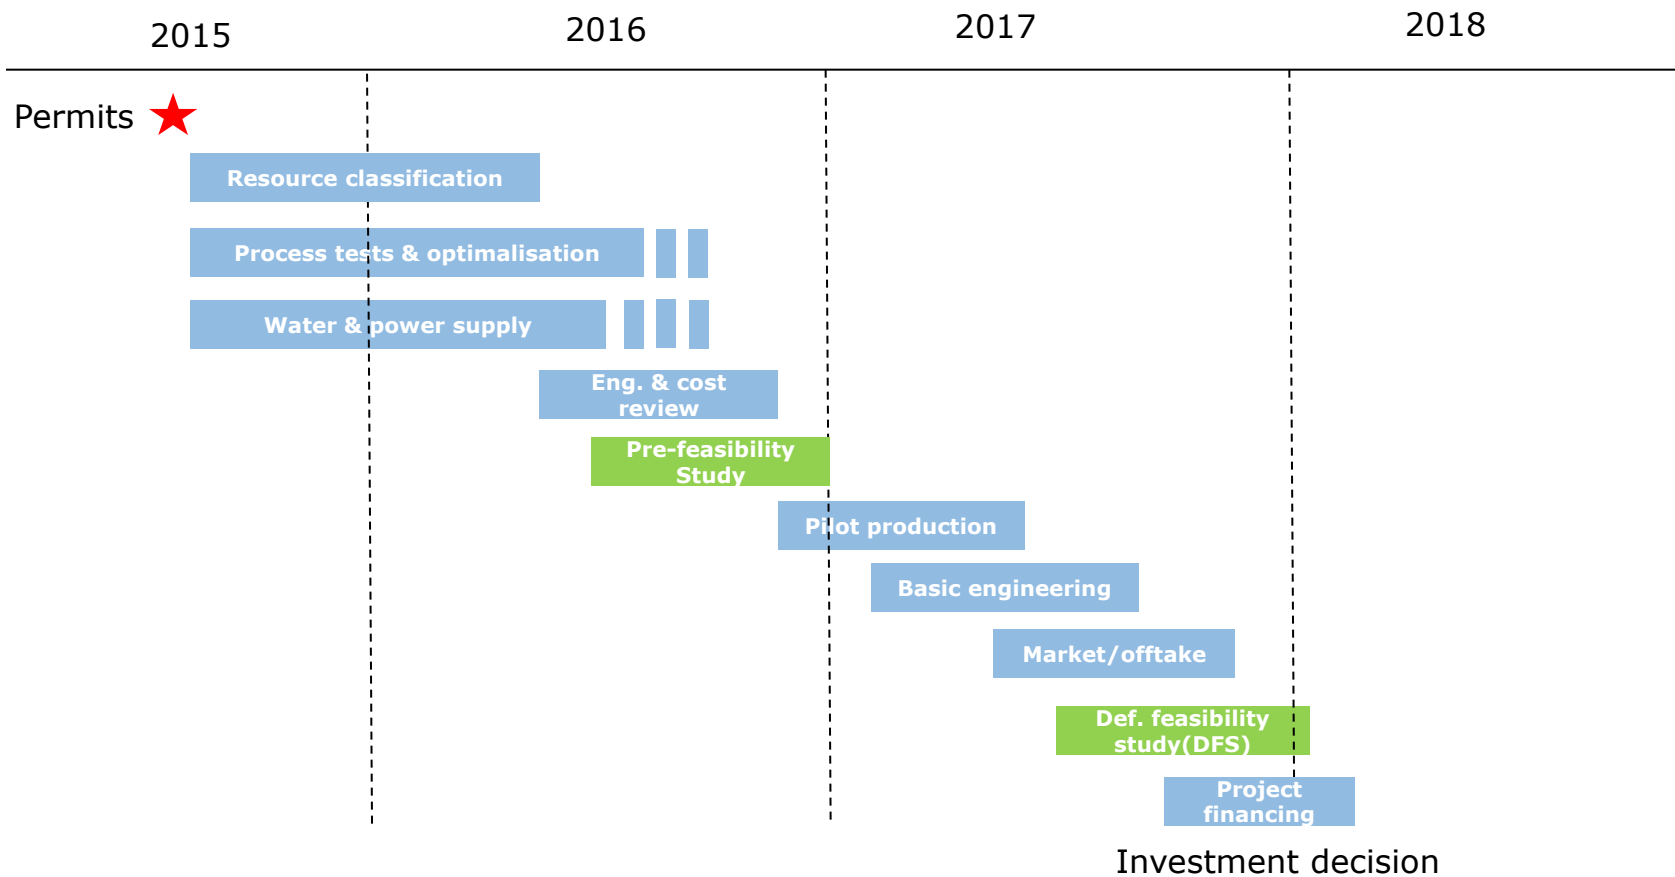 2015
2016
2017
2018
Permits
Resource classification
Process tests & optimalisation
Water & power supply
Eng. & cost
review
Pre-feasibility
Study
Pilot production
Basic engineering
Market/offtake
Def. feasibility
study(DFS)
Project
financing
Investment decision